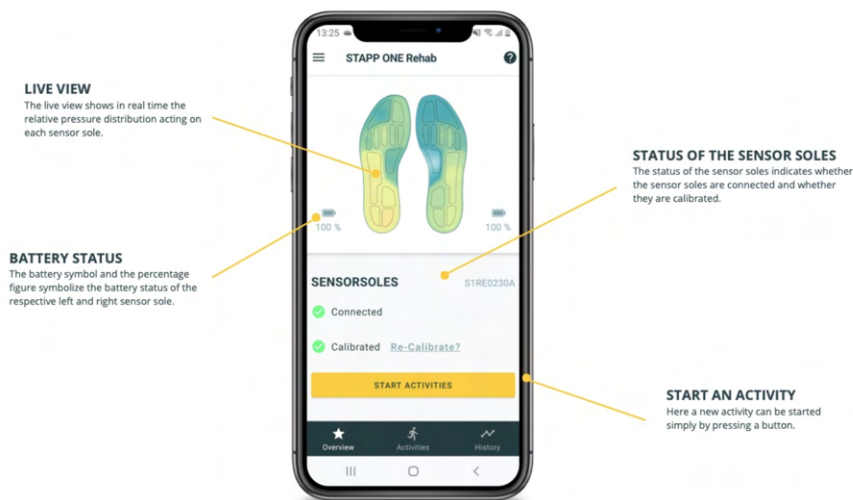 13:25
STAPP ONE Rehab
?
LIVE VIEW
The live view shows in real time the
relative pressure distribution acting on
each sensor sole.
STATUS OF THE SENSOR SOLES
The status of the sensor soles indicates whether
the sensor soles are connected and whether
they are calibrated.
100 %
100 %
BATTERY STATUS
The battery symbol and the percentage
figure symbolize the battery status of the
respective left and right sensor sole.
SENSORSOLES
S1RE0230A
Connected
Calibrated Re-Calibrate?
START ACTIVITIES
START AN ACTIVITY
Here a new activity can be started
simply by pressing a button.
Overview
Activities
History